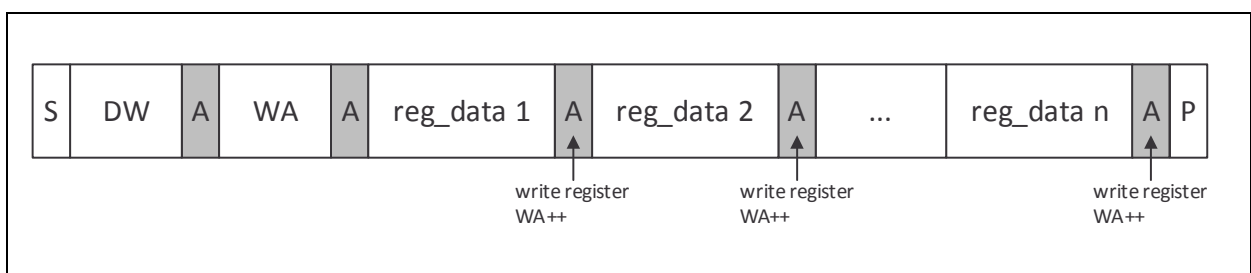 S DW A WA A reg_data 1 A reg_data 2 A ... reg_data n A P
write register write register write register
WA++ WA++ WA++